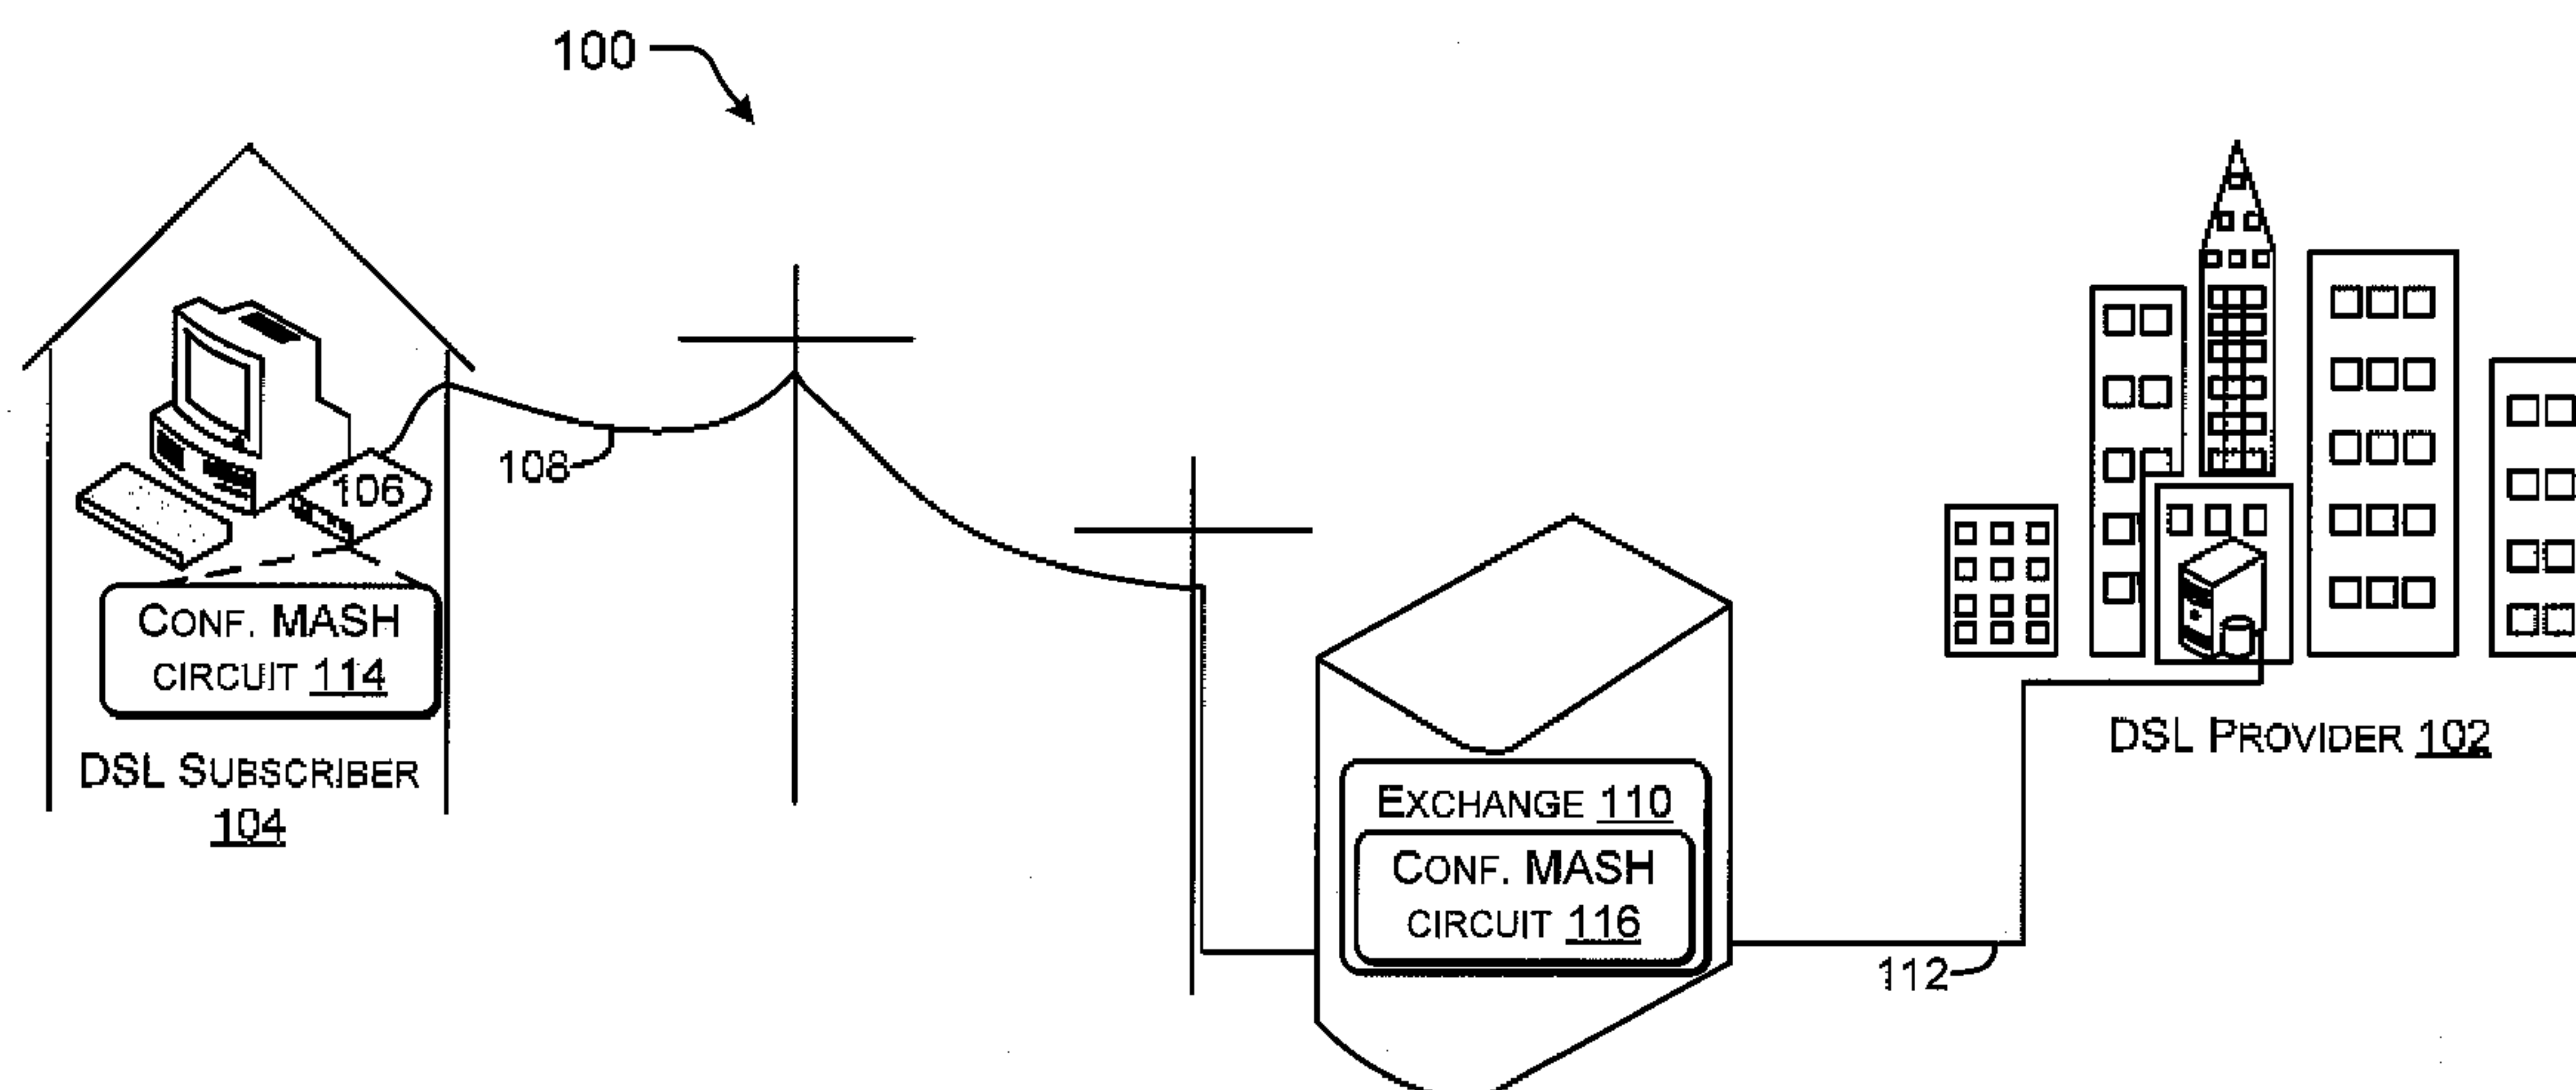 100
108
106
CONF. MASH
CIRCUIT 114
DSL SUBSCRIBER
104
EXCHANGE 110
CONF. MASH
CIRCUIT 116
112
DSL PROVIDER 102